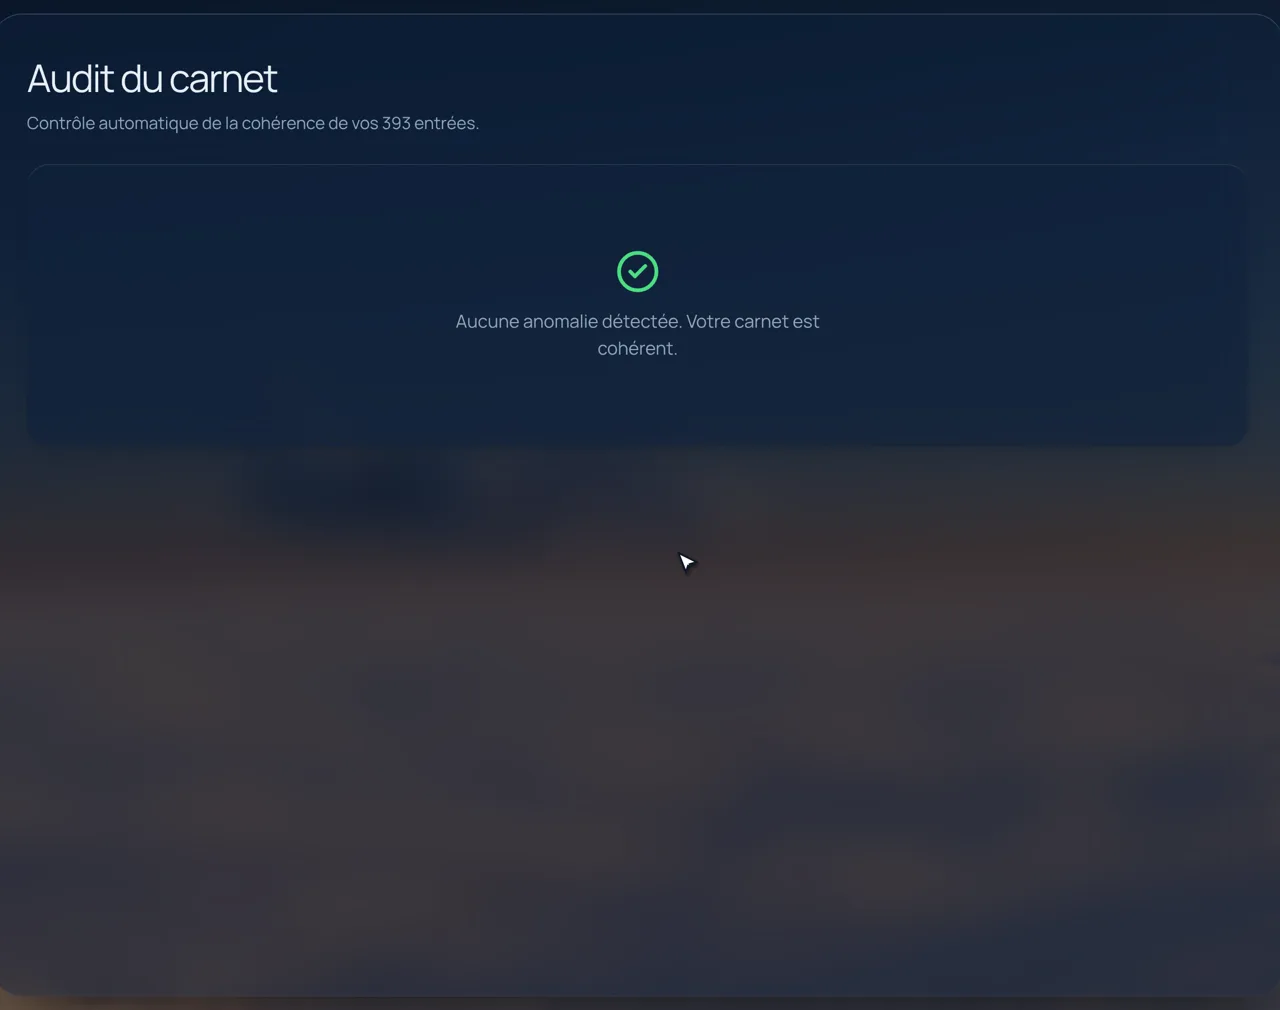 Audit du carnet
Contrôle automatique de la cohérence de vos 393 entrées.
Aucune anomalie détectée. Votre carnet est
cohérent.